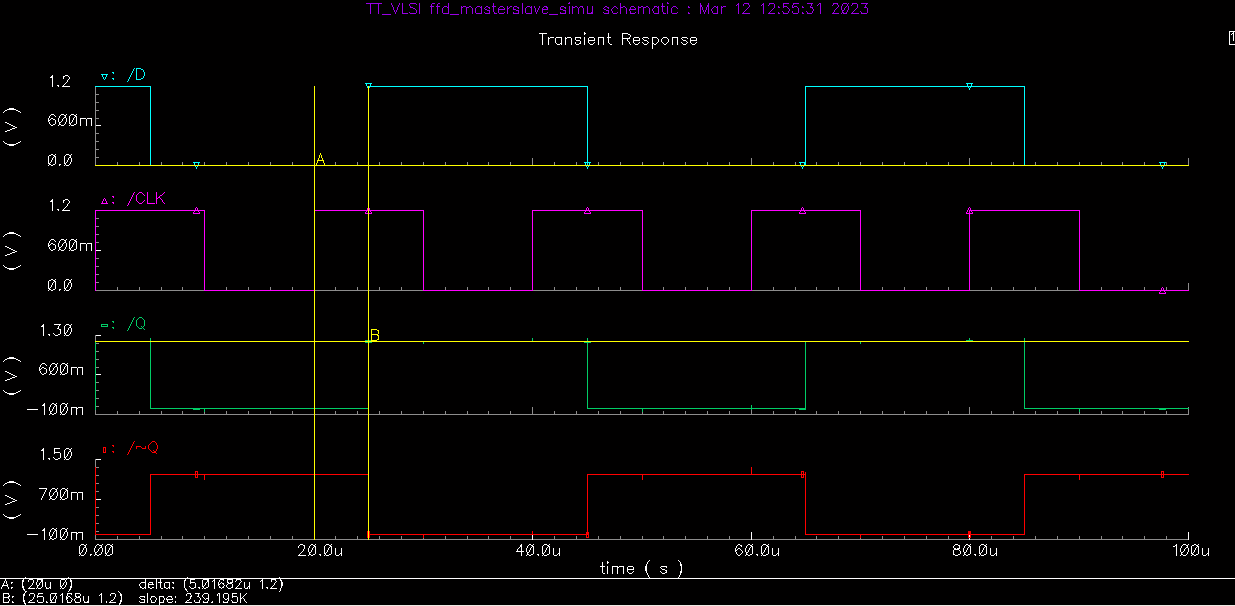 TT_VLSI ffd_masterslave_simu schematic : Mar 12 12:55:31 2023
Transient Response
1
▽: /D
1.2
600m
0.0
(V)
A
△: /CLK
1.2
600m
0.0
(V)
▭: /Q
1.30
600m
−100m
(V)
B
▯: /~Q
1.50
700m
−100m
(V)
0.00 20.0u 40.0u 60.0u 80.0u 100u
time ( s )
A: (20u 0) delta: (5.01682u 1.2)
B: (25.0168u 1.2) slope: 239.195K